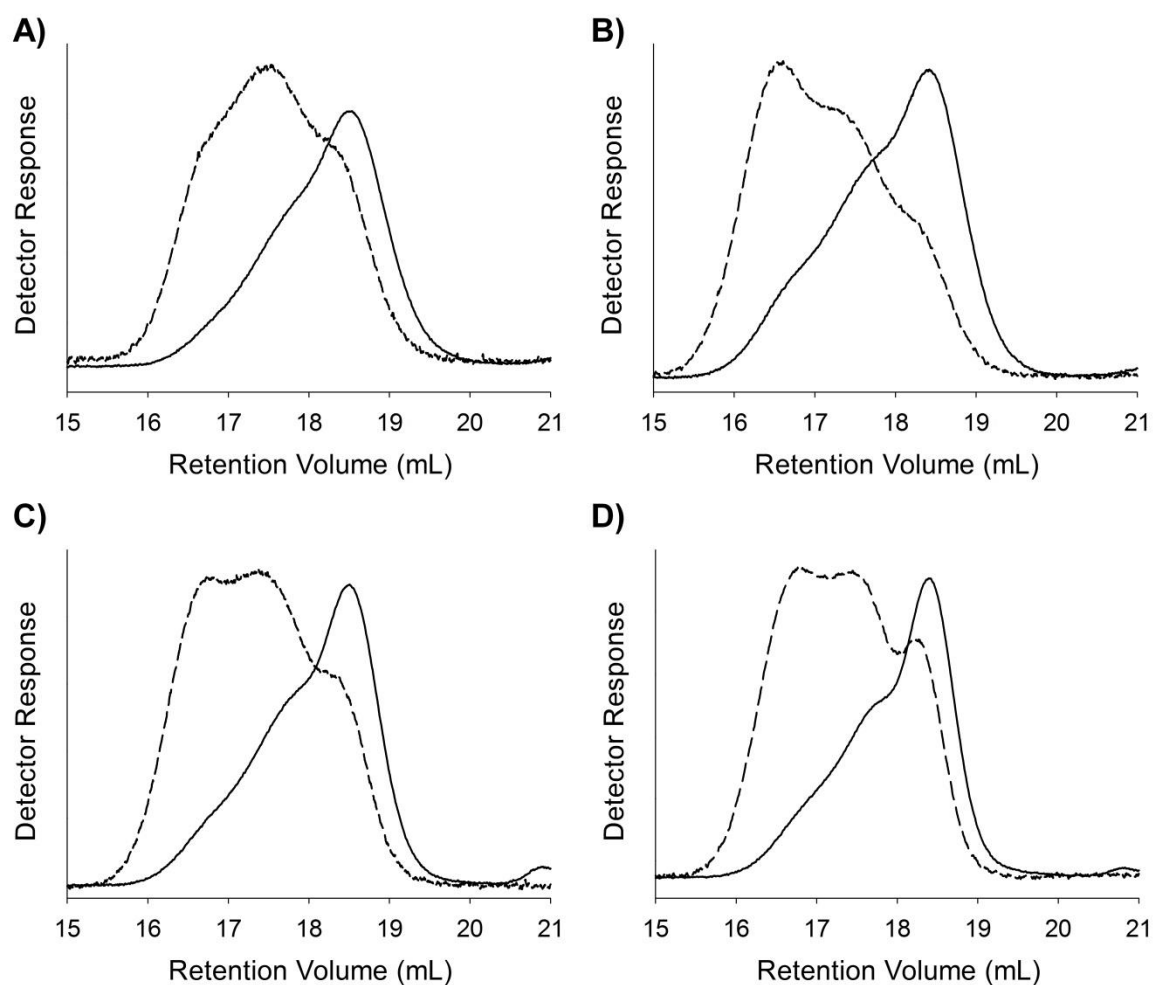 A)
Detector Response
15 16 17 18 19 20 21
Retention Volume (mL)
B)
Detector Response
15 16 17 18 19 20 21
Retention Volume (mL)
C)
Detector Response
15 16 17 18 19 20 21
Retention Volume (mL)
D)
Detector Response
15 16 17 18 19 20 21
Retention Volume (mL)